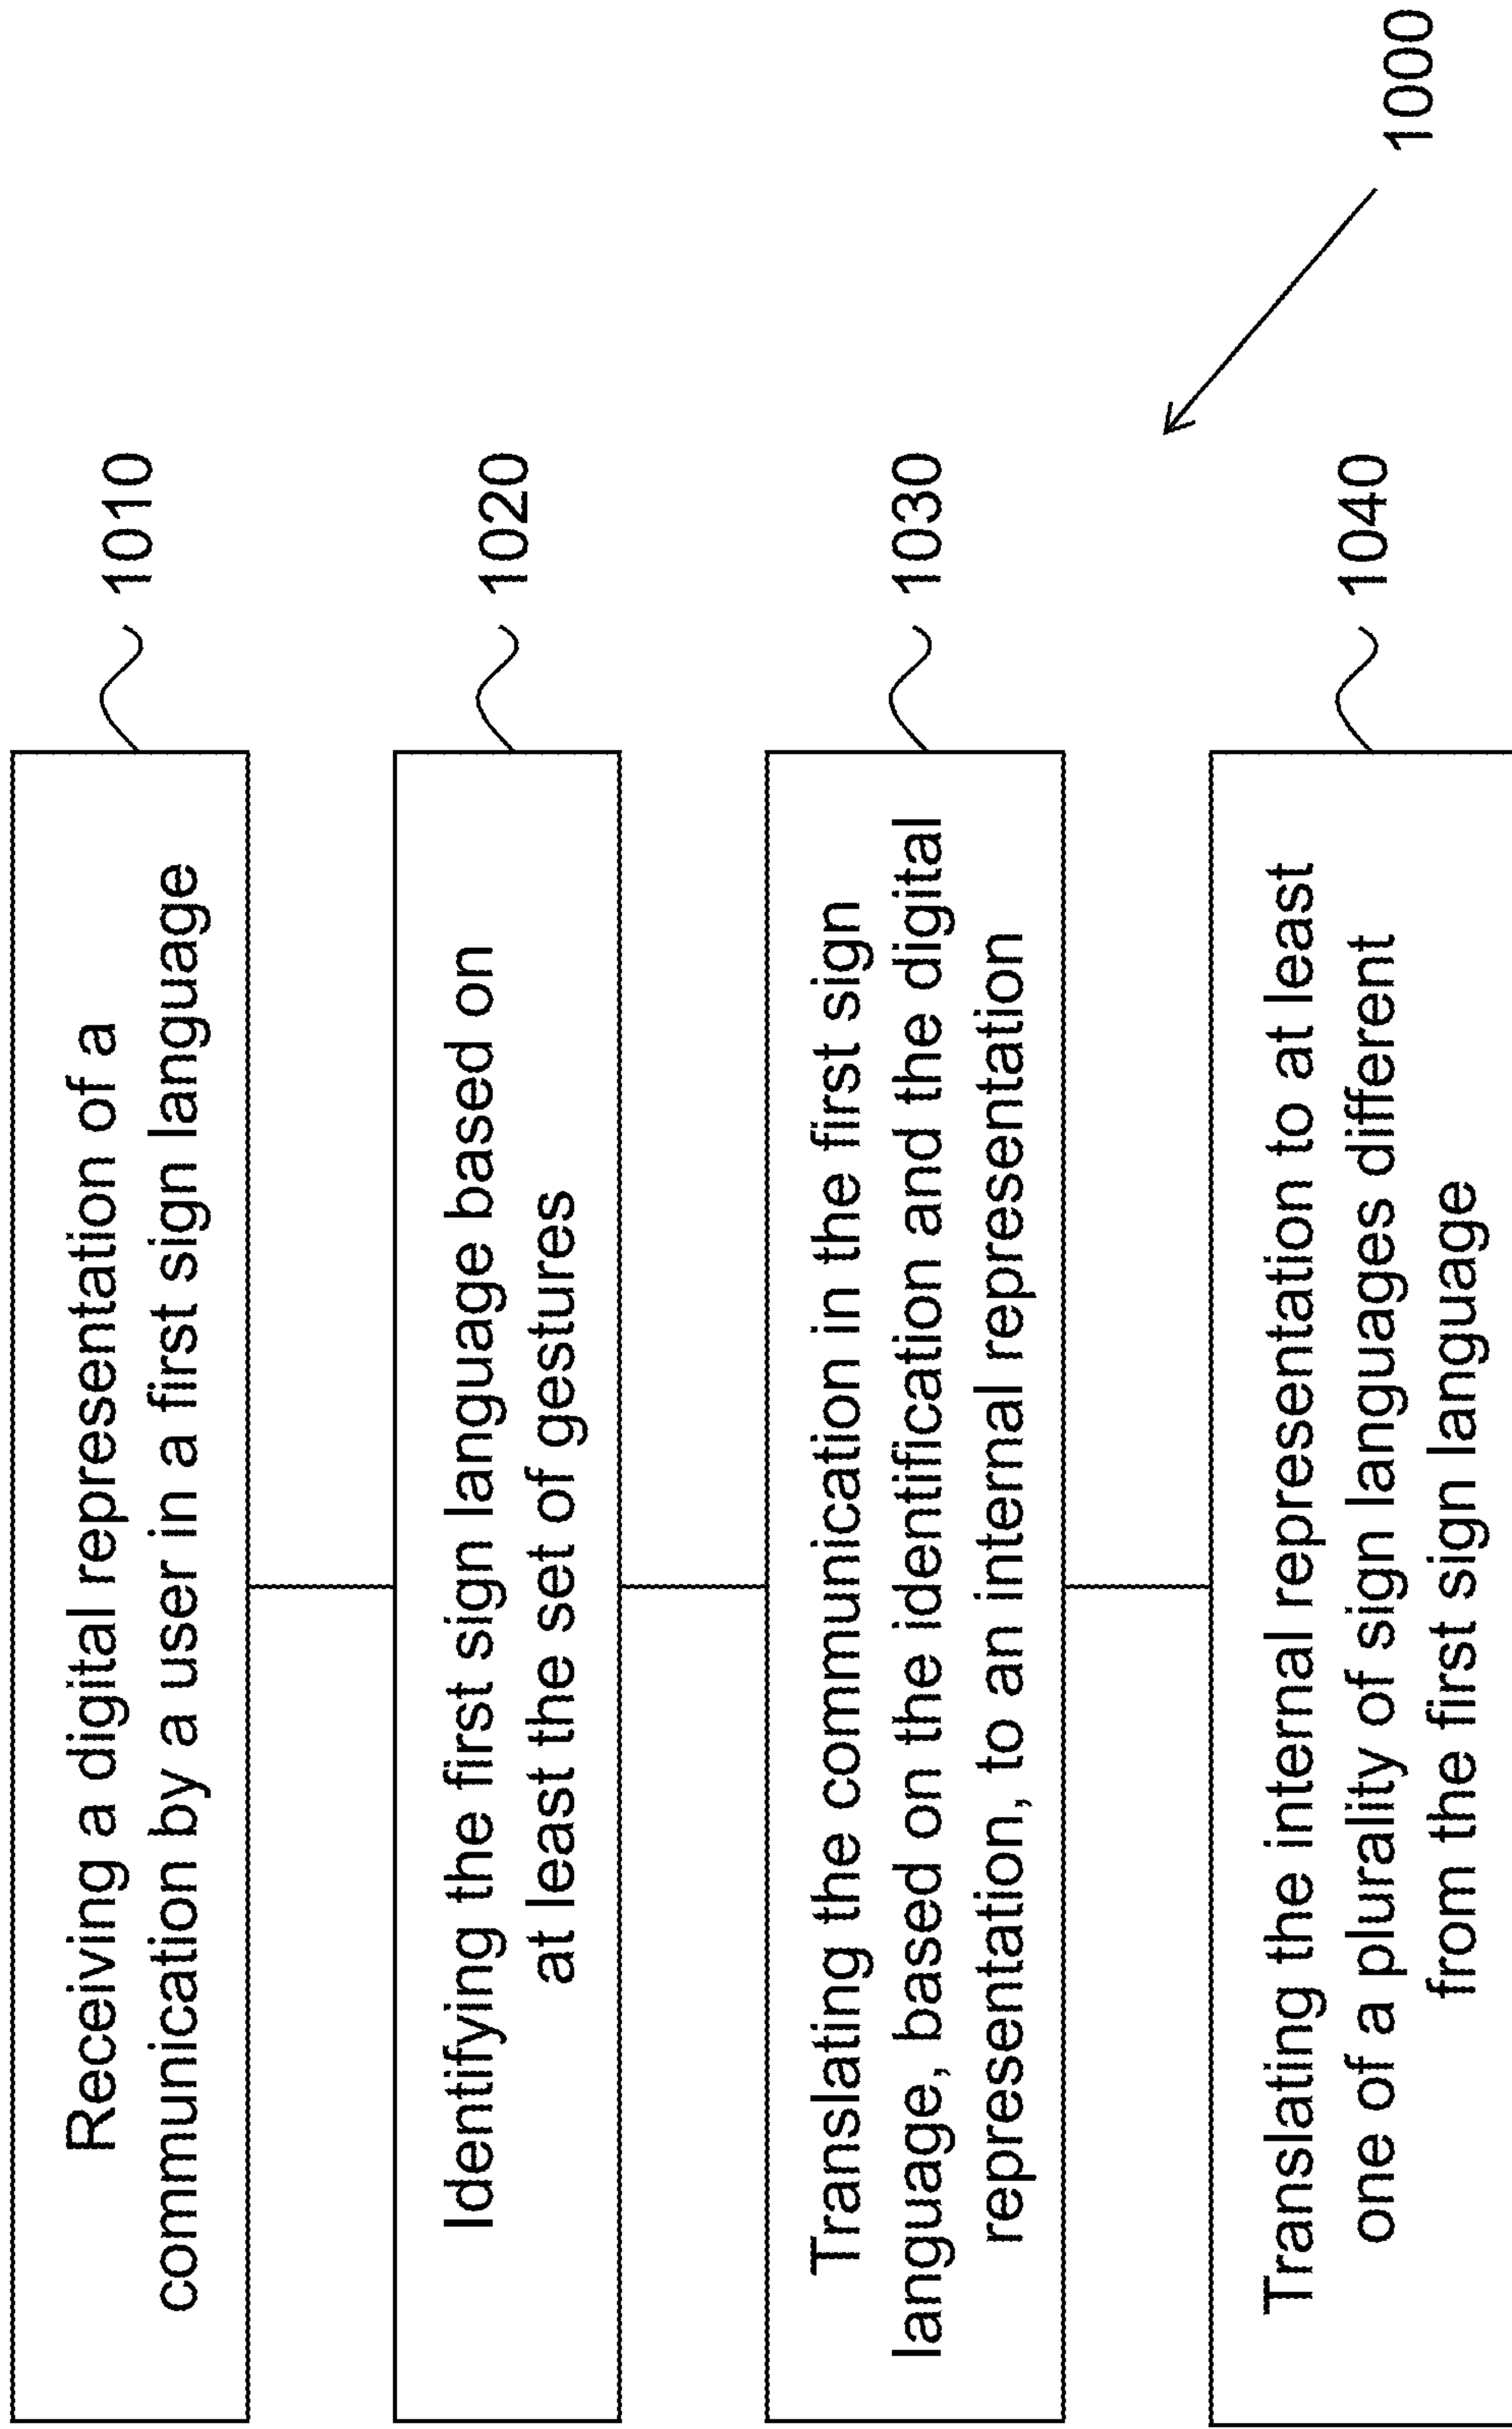 Receiving a digital representation of a
communication by a user in a first sign language
1010
Identifying the first sign language based on
at least the set of gestures
1020
Translating the communication in the first sign
language, based on the identification and the digital
representation, to an internal representation
1030
Translating the internal representation to at least
one of a plurality of sign languages different
from the first sign language
1040
1000